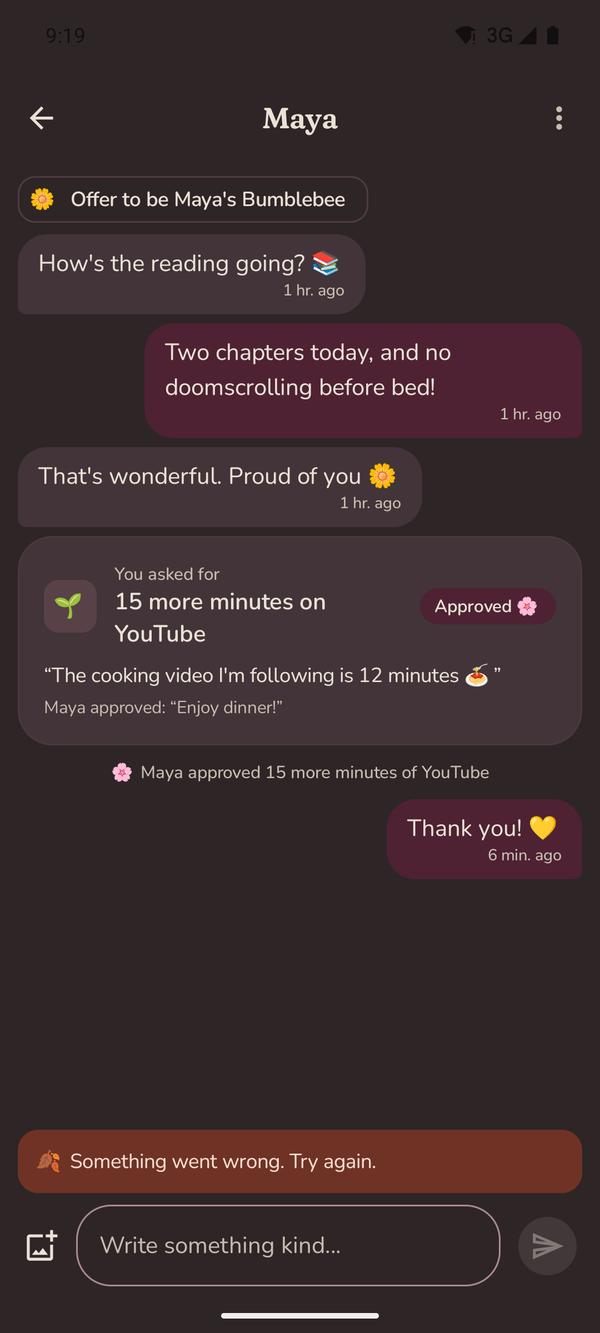 9:19 3G
Maya
🌼 Offer to be Maya's Bumblebee
How's the reading going? 📚
1 hr. ago
Two chapters today, and no
doomscrolling before bed!
1 hr. ago
That's wonderful. Proud of you 🌼
1 hr. ago
You asked for
15 more minutes on
YouTube
Approved 🌸
“The cooking video I'm following is 12 minutes 🍝 ”
Maya approved: “Enjoy dinner!”
🌸 Maya approved 15 more minutes of YouTube
Thank you! 💛
6 min. ago
🍂 Something went wrong. Try again.
Write something kind...